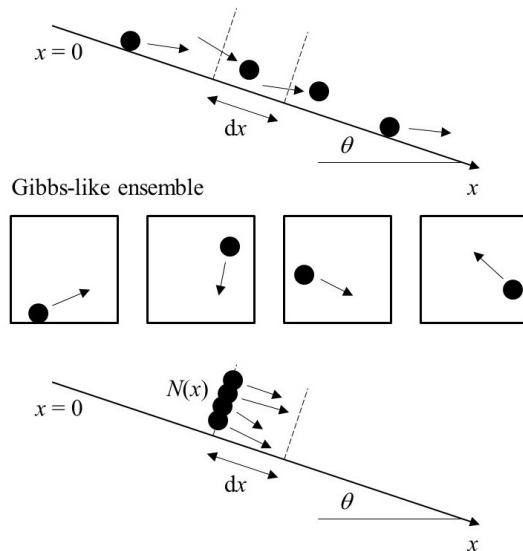 x = 0
dx
θ
x
Gibbs-like ensemble
N(x)
x = 0
dx
θ
x